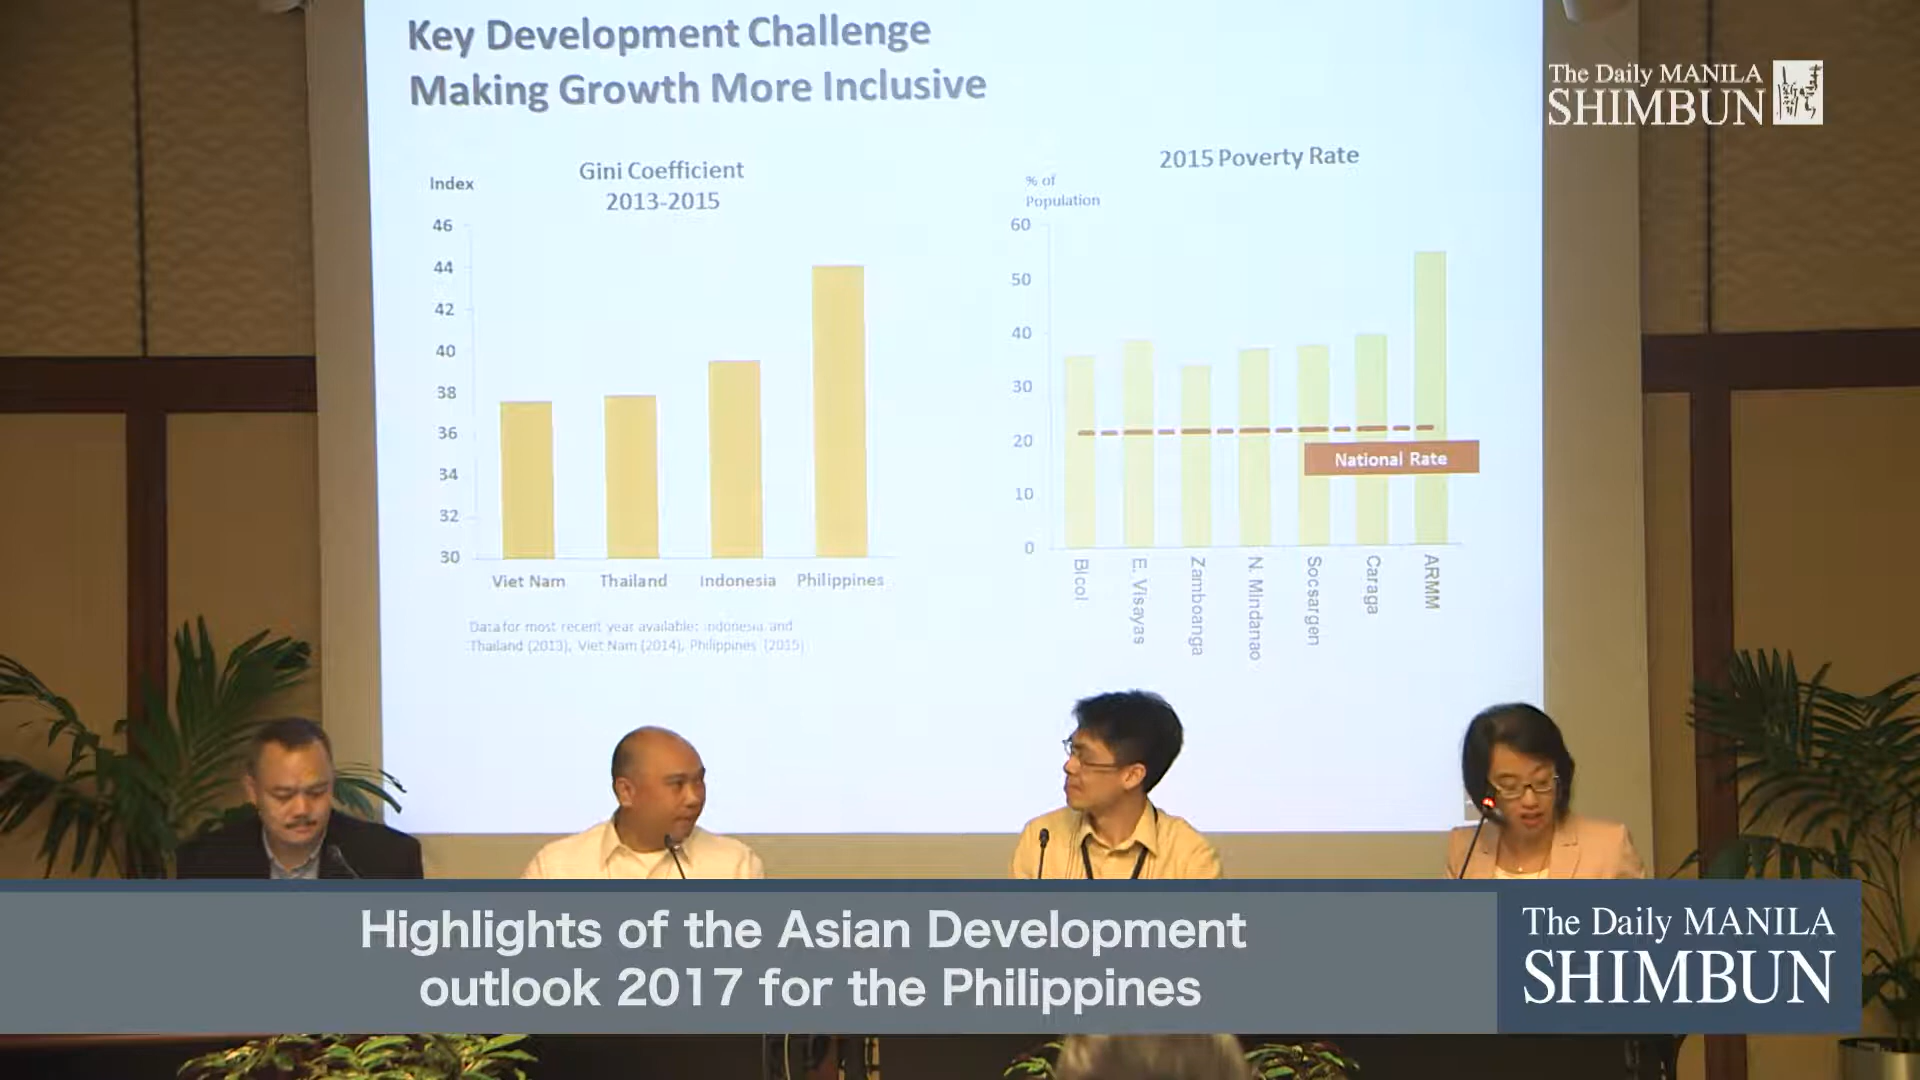 Key Development Challenge
Making Growth More Inclusive
The Daily MANILA
SHIMBUN
Gini Coefficient
2013-2015
Index
46
44
42
40
38
36
34
32
30
Viet Nam Thailand Indonesia Philippines
Data for most recent year available: Indonesia and
Thailand (2013), Viet Nam (2014), Philippines (2015)
2015 Poverty Rate
% of
Population
60
50
40
30
20
10
0
National Rate
Bicol
E. Visayas
Zamboanga
N. Mindanao
Socsargen
Caraga
ARMM
Highlights of the Asian Development
outlook 2017 for the Philippines
The Daily MANILA
SHIMBUN